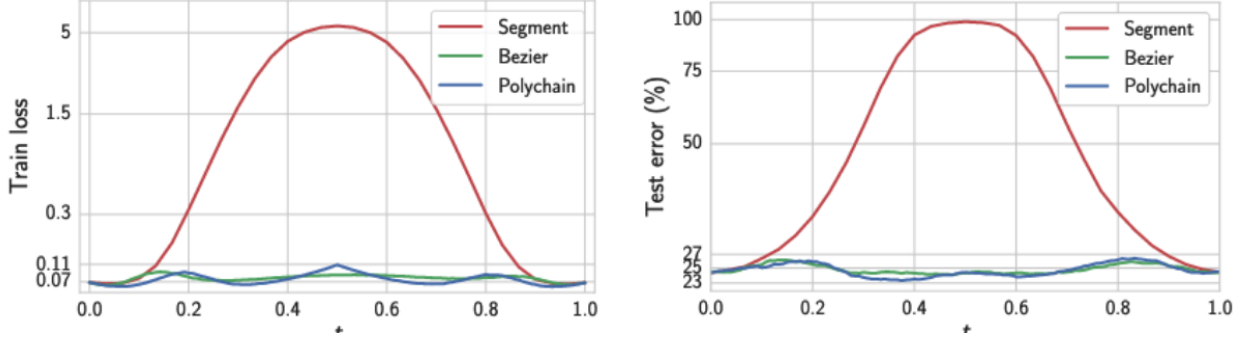 5
1.5
0.3
0.11
0.07
Train loss
0.0 0.2 0.4 0.6 0.8 1.0
t
Segment
Bezier
Polychain
100
75
50
27
25
23
Test error (%)
0.0 0.2 0.4 0.6 0.8 1.0
t
Segment
Bezier
Polychain